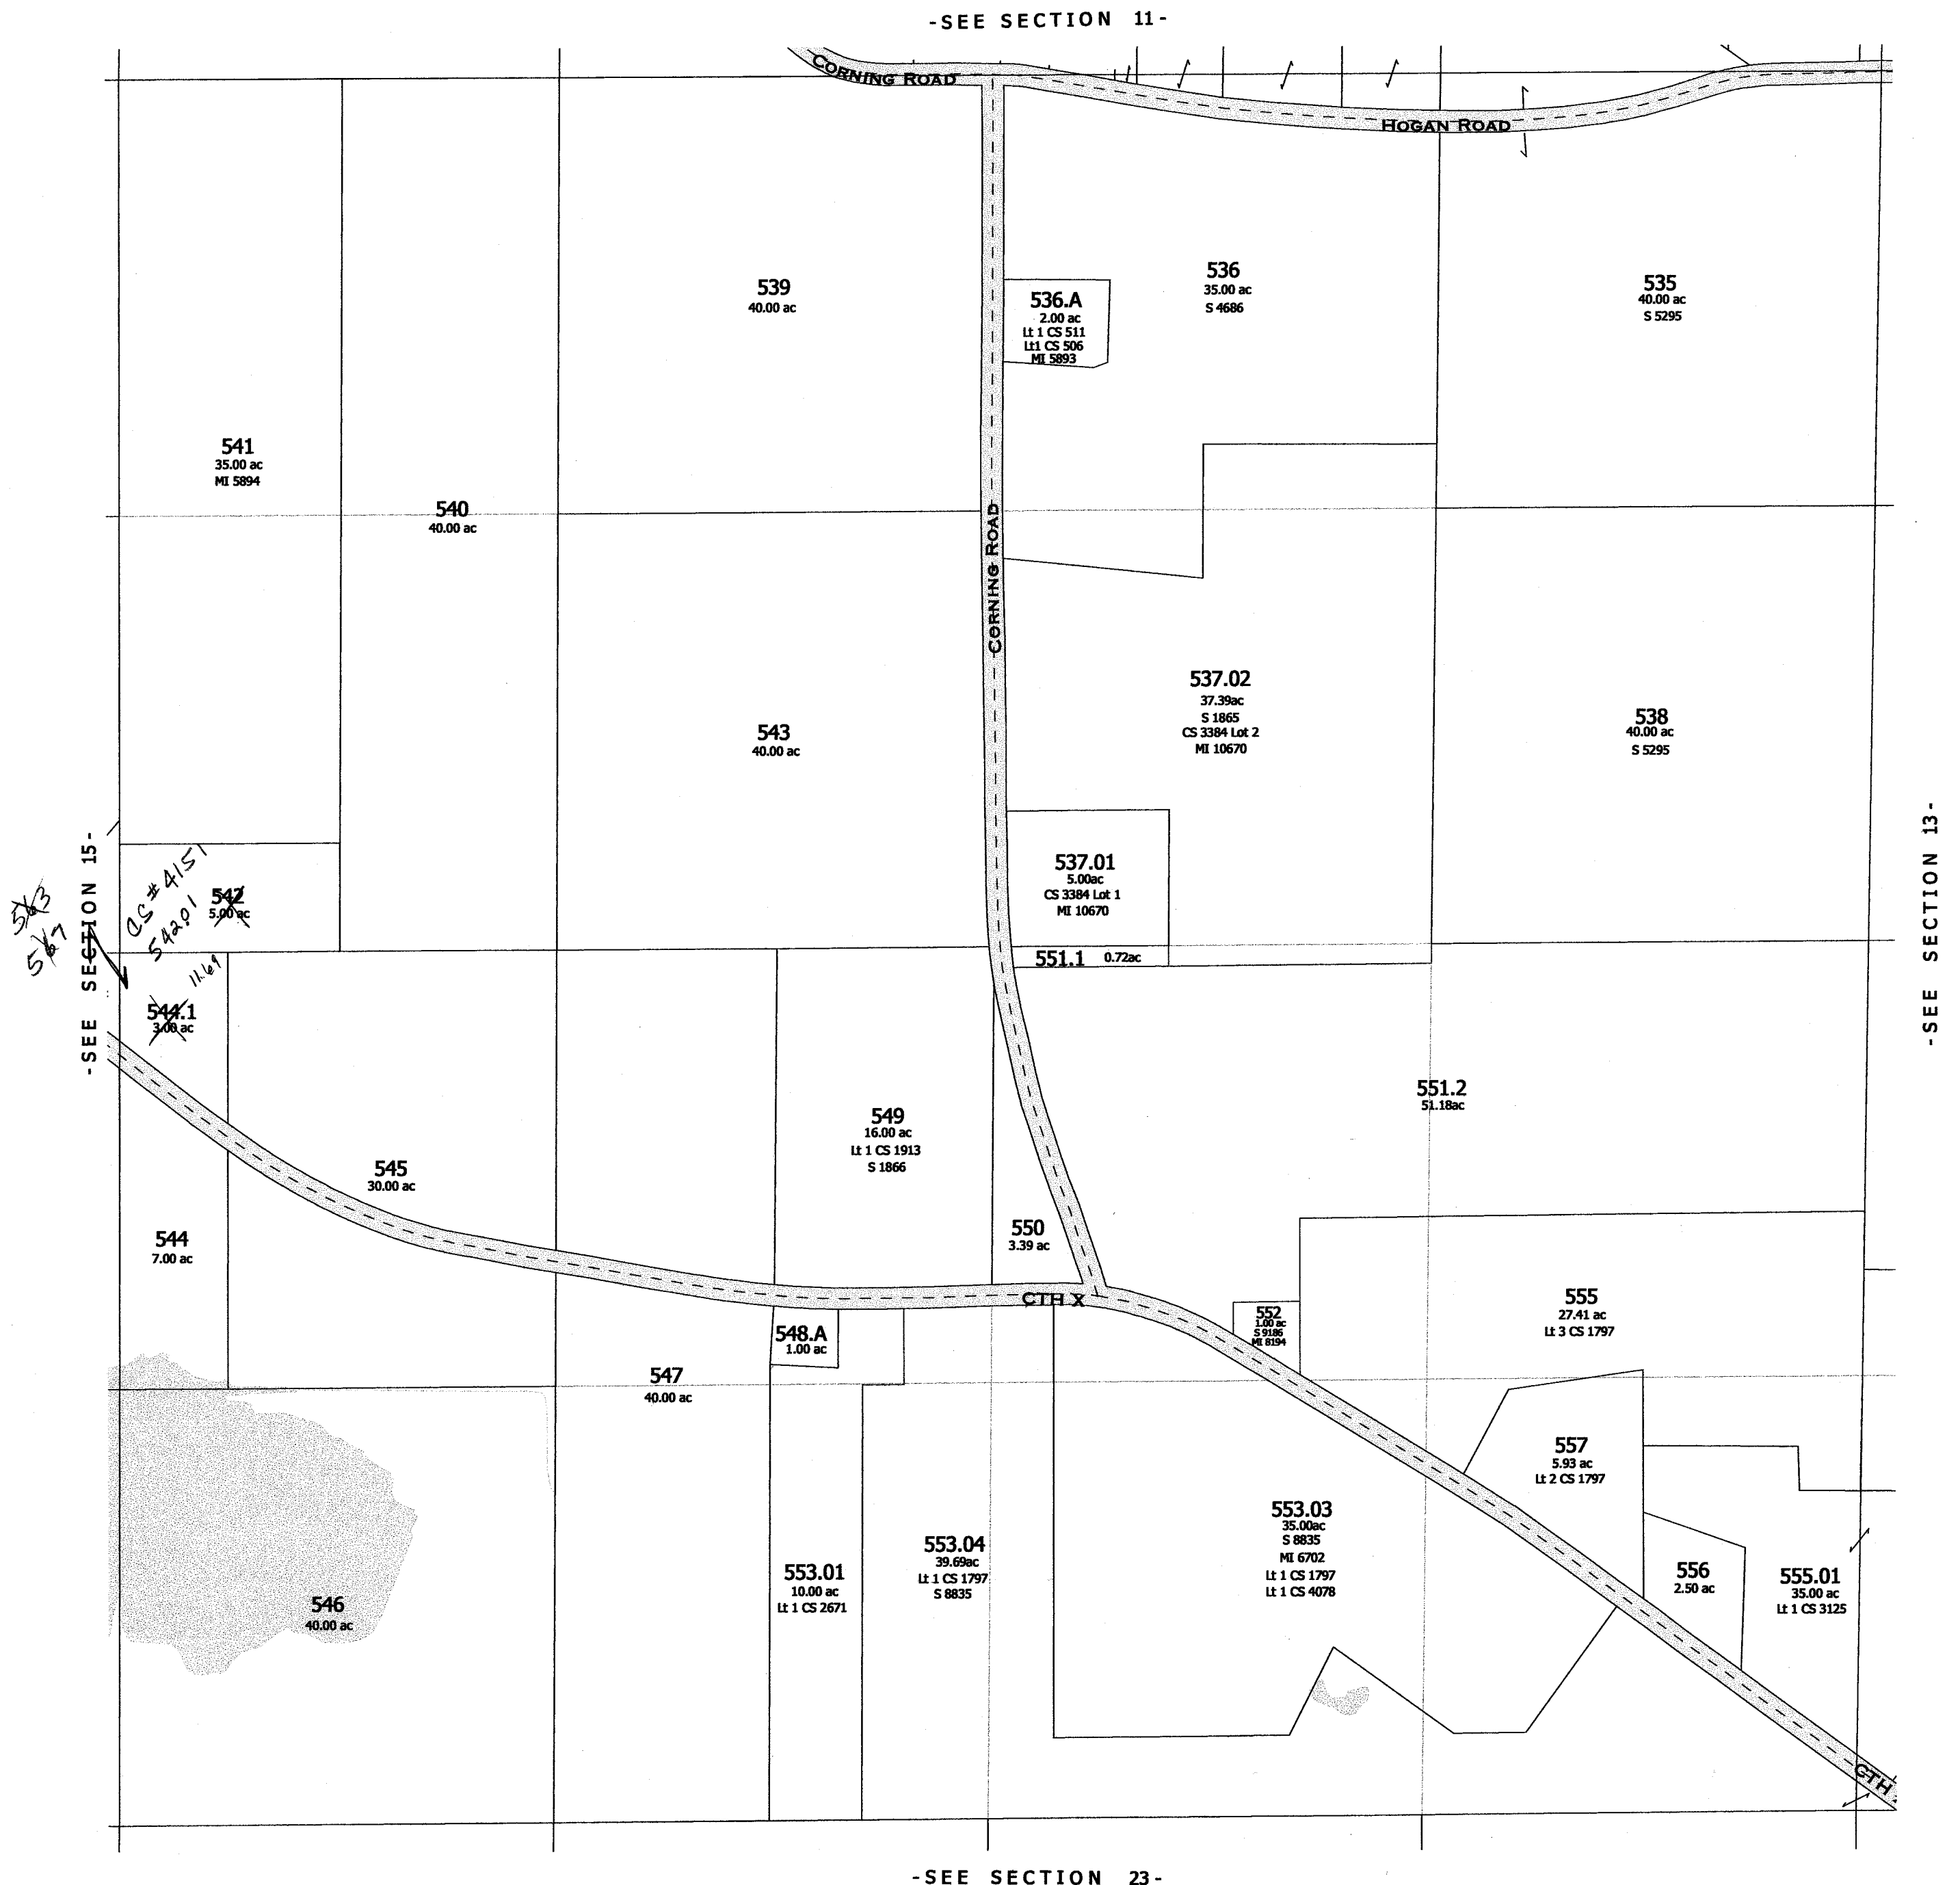 -SEE SECTION 11-
CORNING ROAD
HOGAN ROAD
539
40.00 ac
536.A
2.00 ac
Lt 1 CS 511
Lt1 CS 506
MI 5893
536
35.00 ac
S 4686
535
40.00 ac
S 5295
541
35.00 ac
MI 5894
540
40.00 ac
CORNING ROAD
543
40.00 ac
537.02
37.39ac
S 1865
CS 3384 Lot 2
MI 10670
538
40.00 ac
S 5295
-SEE SECTION 15-
-SEE SECTION 13-
563
567
CS # 4151
542.01
11.69
542
5.00 ac
537.01
5.00ac
CS 3384 Lot 1
MI 10670
551.1 0.72ac
544.1
3.00 ac
551.2
51.18ac
549
16.00 ac
Lt 1 CS 1913
S 1866
545
30.00 ac
544
7.00 ac
550
3.39 ac
CTH X
548.A
1.00 ac
552
1.00 ac
S 9186
MI 8194
555
27.41 ac
Lt 3 CS 1797
547
40.00 ac
557
5.93 ac
Lt 2 CS 1797
553.03
35.00ac
S 8835
MI 6702
Lt 1 CS 1797
Lt 1 CS 4078
553.04
39.69ac
Lt 1 CS 1797
S 8835
553.01
10.00 ac
Lt 1 CS 2671
556
2.50 ac
555.01
35.00 ac
Lt 1 CS 3125
546
40.00 ac
CTH
-SEE SECTION 23-